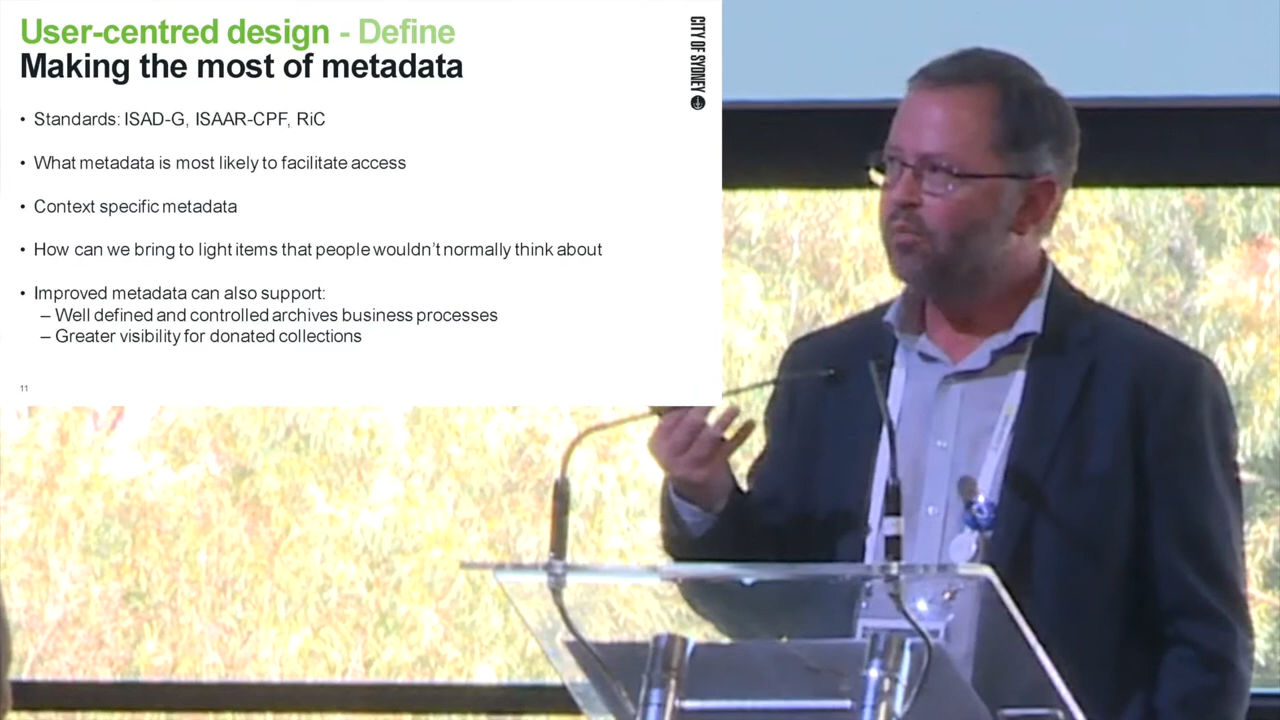 User-centred design - Define
Making the most of metadata
CITY OF SYDNEY
• Standards: ISAD-G, ISAAR-CPF, RiC
• What metadata is most likely to facilitate access
• Context specific metadata
• How can we bring to light items that people wouldn't normally think about
• Improved metadata can also support:
– Well defined and controlled archives business processes
– Greater visibility for donated collections
11